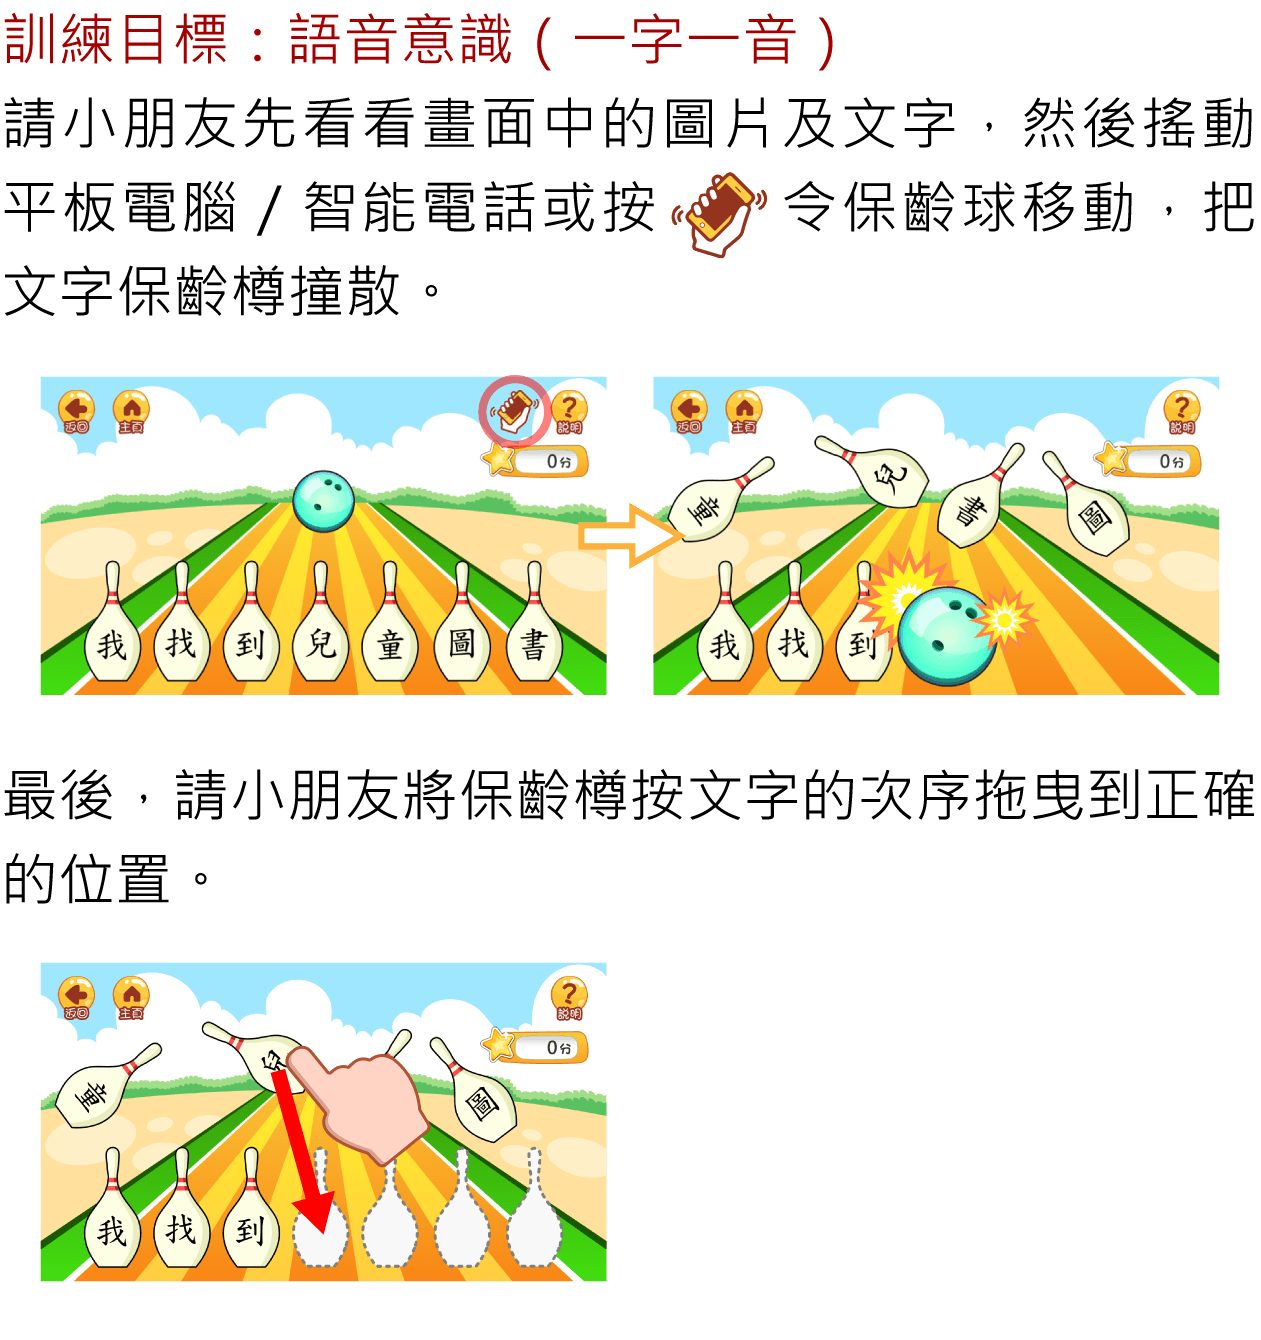 訓練目標：語音意識（一字一音）
請小朋友先看看畫面中的圖片及文字，然後搖動
平板電腦／智能電話或按 令保齡球移動，把
文字保齡樽撞散。
返回 主頁 說明
0分
我 找 到 兒 童 圖 書
返回 主頁 說明
0分
童 兒 書 圖
我 找 到
最後，請小朋友將保齡樽按文字的次序拖曳到正確
的位置。
返回 主頁 說明
0分
童 兒 圖
我 找 到